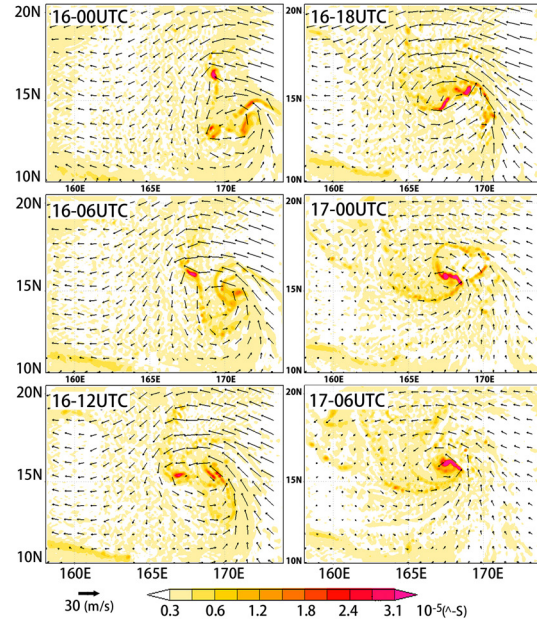 20N 16-00UTC 16-18UTC
15N 15N
10N 10N
160E 165E 170E 160E 165E 170E
20N 16-06UTC 17-00UTC
15N 15N
10N 10N
160E 165E 170E 160E 165E 170E
20N 16-12UTC 17-06UTC
15N 15N
10N 10N
160E 165E 170E 160E 165E 170E
30 (m/s) 0.3 0.6 1.2 1.8 2.4 3.1 10⁻⁵(^-S)